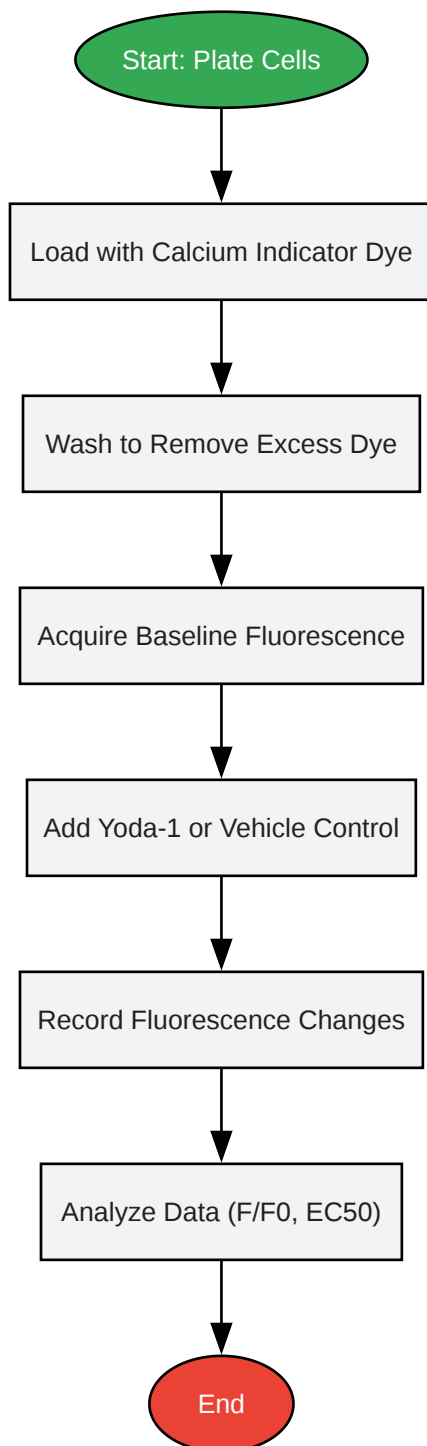 Start: Plate Cells
Load with Calcium Indicator Dye
Wash to Remove Excess Dye
Acquire Baseline Fluorescence
Add Yoda-1 or Vehicle Control
Record Fluorescence Changes
Analyze Data (F/F0, EC50)
End